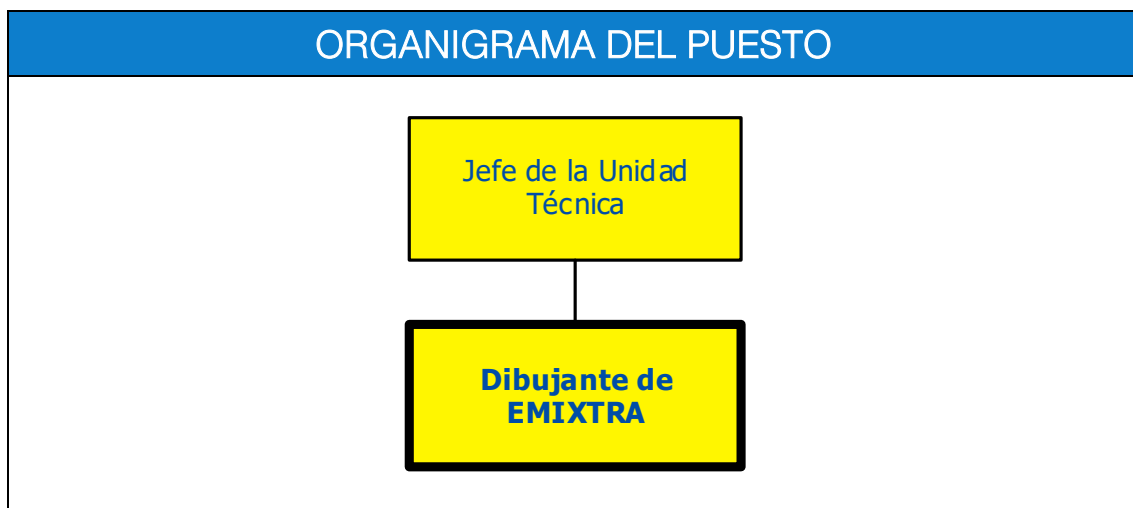 ORGANIGRAMA DEL PUESTO
Jefe de la Unidad
Técnica
Dibujante de
EMIXTRA